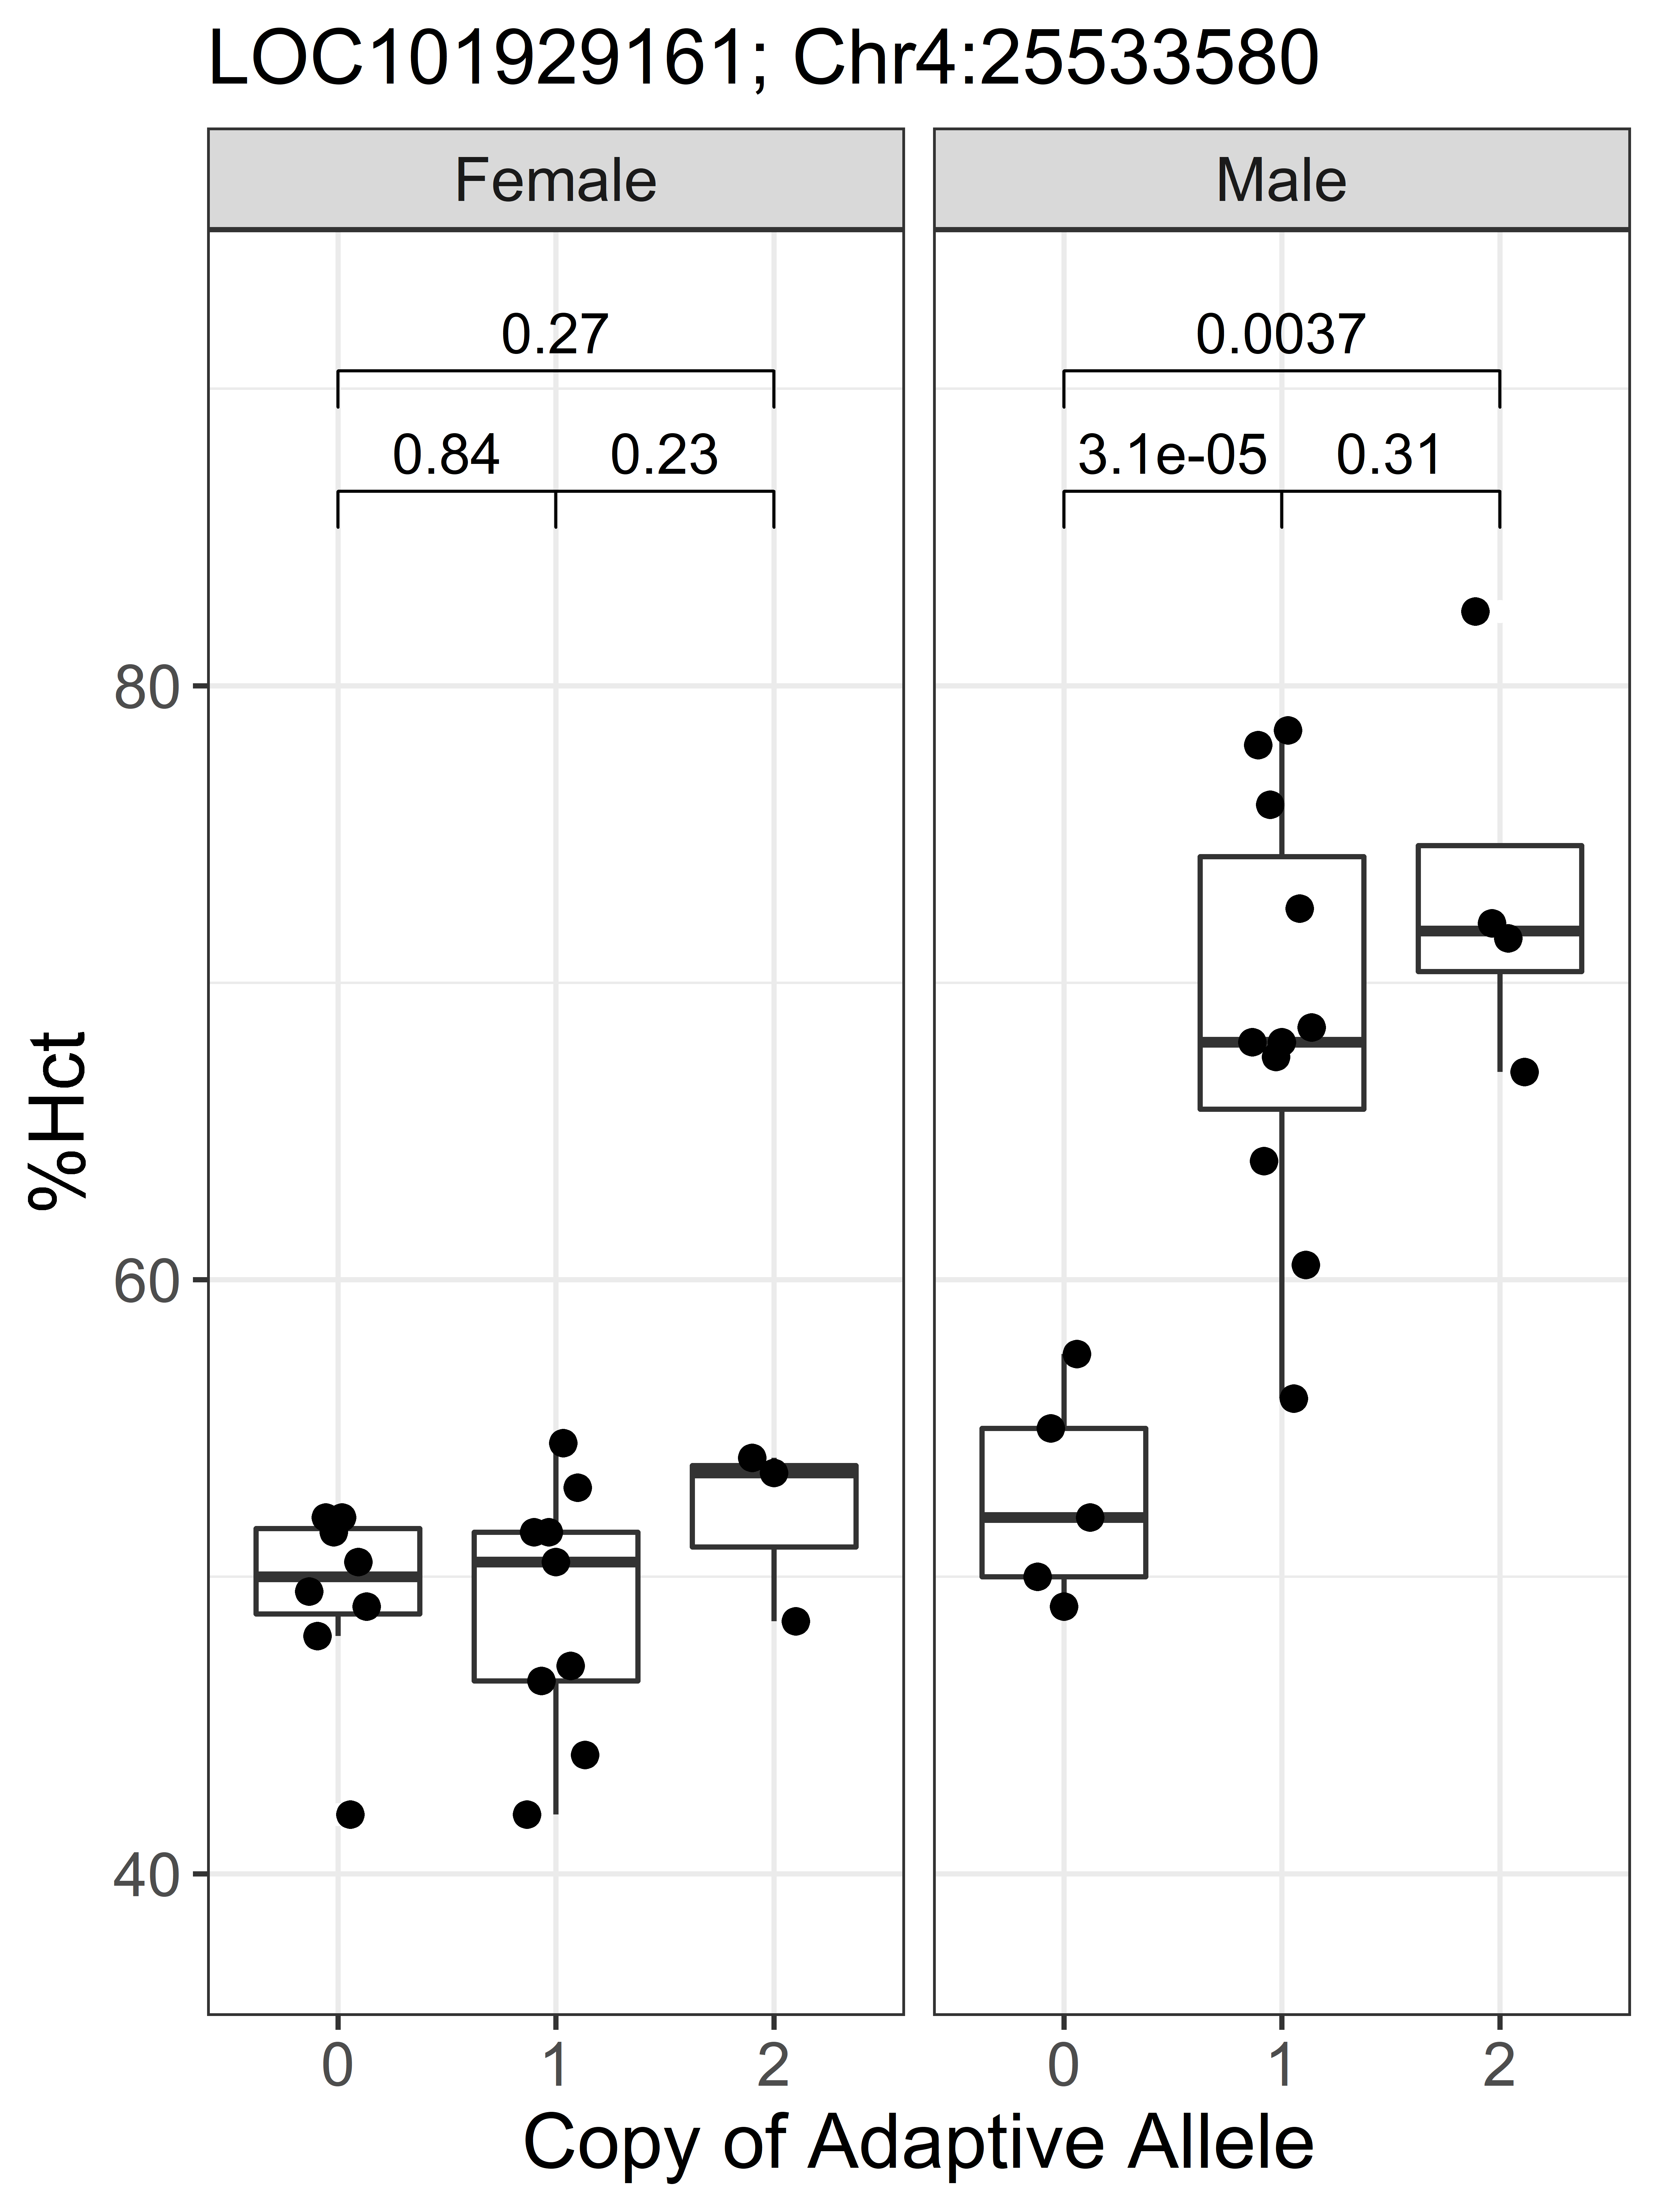 LOC101929161; Chr4:25533580
Female
Male
0.27
0.0037
0.84
0.23
3.1e-05
0.31
80
60
40
%Hct
0
1
2
0
1
2
Copy of Adaptive Allele